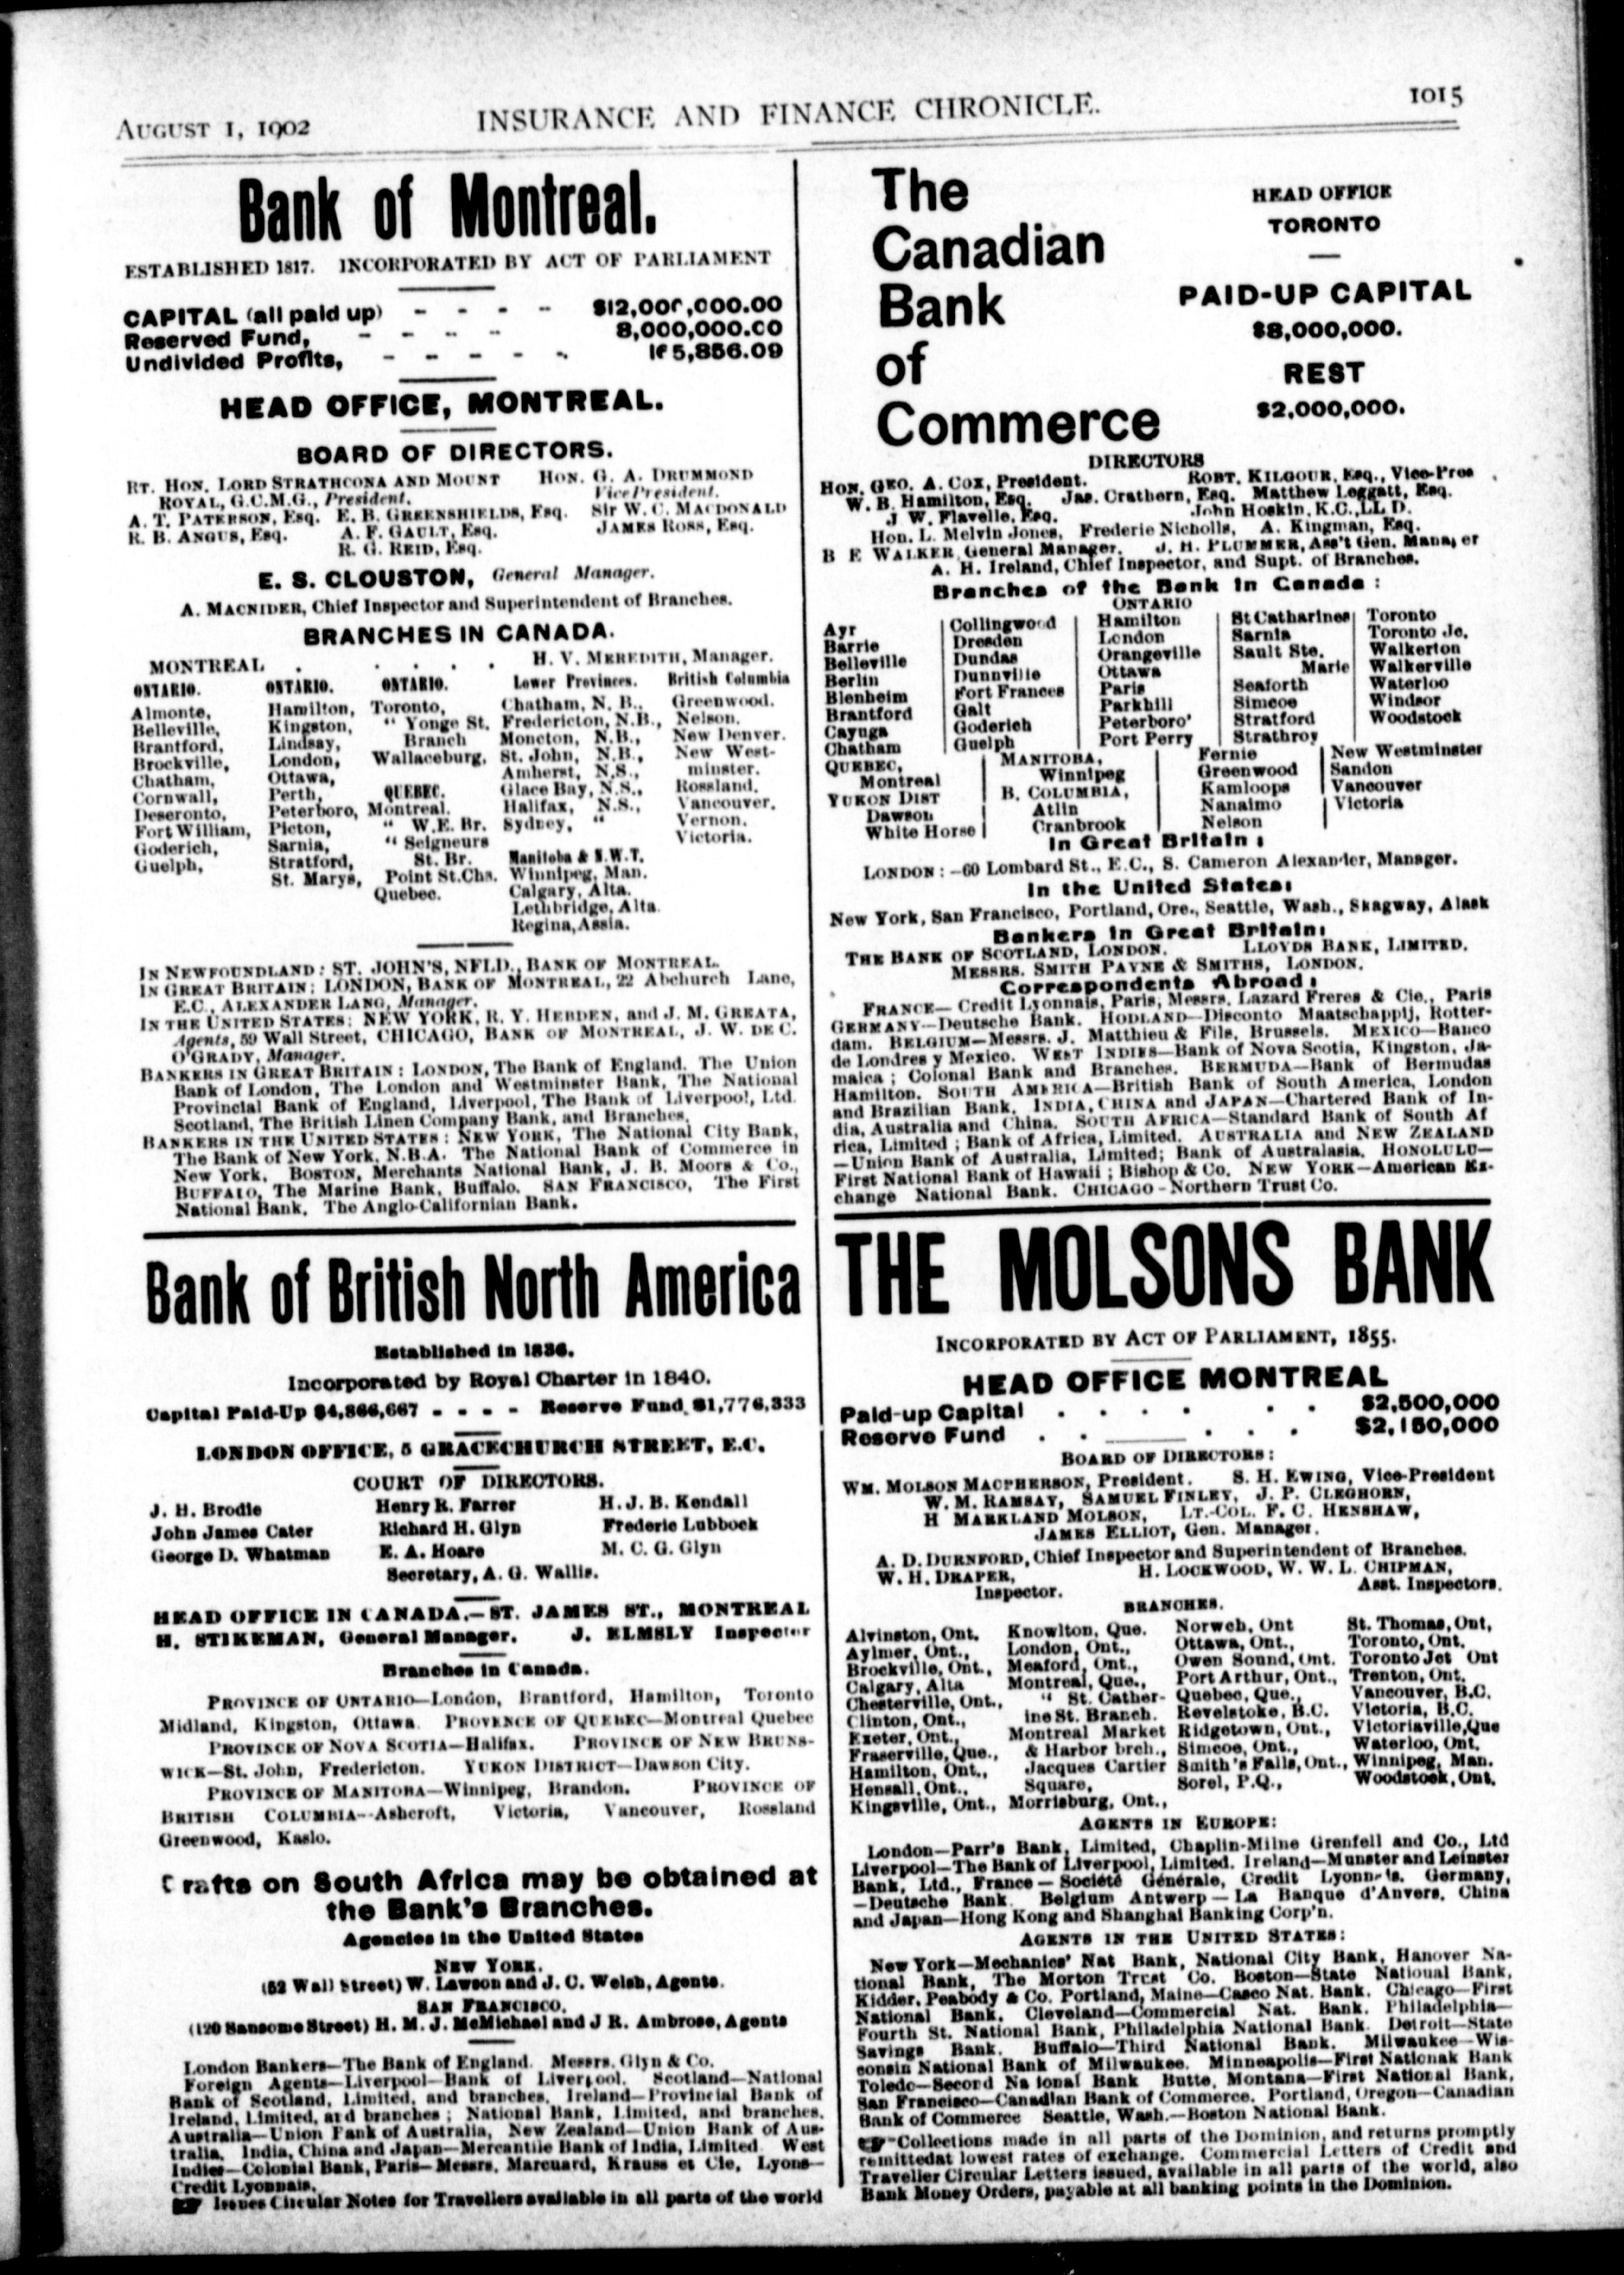 AUGUST 1, 1902
INSURANCE AND FINANCE CHRONICLE.
1015
Bank of Montreal.
ESTABLISHED 1817. INCORPORATED BY ACT OF PARLIAMENT
CAPITAL (all paid up) - - - - $12,000,000.00
Reserved Fund, - - - - 8,000,000.00
Undivided Profits, - - - - - 5,856.09
HEAD OFFICE, MONTREAL.
BOARD OF DIRECTORS.
RT. HON. LORD STRATHCONA AND MOUNT ROYAL, G.C.M.G., President.
HON. G. A. DRUMMOND Vice President.
A. T. PATERSON, Esq. E. B. GREENSHIELDS, Esq. Sir W. C. MACDONALD
R. B. ANGUS, Esq. A. F. GAULT, Esq. JAMES ROSS, Esq.
R. G. REID, Esq.
E. S. CLOUSTON, General Manager.
A. MACNIDER, Chief Inspector and Superintendent of Branches.
BRANCHES IN CANADA.
MONTREAL . . . . . H. V. MEREDITH, Manager.
ONTARIO.
Almonte,
Belleville,
Brantford,
Brockville,
Chatham,
Cornwall,
Deseronto,
Fort William,
Goderich,
Guelph,
ONTARIO.
Hamilton,
Kingston,
Lindsay,
London,
Ottawa,
Perth,
Peterboro,
Picton,
Sarnia,
Stratford,
St. Marys,
ONTARIO.
Toronto,
" Yonge St.
Branch
Wallaceburg,
QUEBEC.
Montreal.
" W.E. Br.
" Seigneurs
St. Br.
Point St.Chs.
Quebec.
Lower Provinces.
Chatham, N. B.,
Fredericton, N.B.,
Moncton, N.B.,
St. John, N.B.,
Amherst, N.S.,
Glace Bay, N.S.,
Halifax, N.S.,
Sydney, "
Manitoba & N.W.T.
Winnipeg, Man.
Calgary, Alta.
Lethbridge, Alta.
Regina, Assia.
British Columbia
Greenwood.
Nelson.
New Denver.
New West-
minster.
Rossland.
Vancouver.
Vernon.
Victoria.
IN NEWFOUNDLAND: ST. JOHN'S, NFLD., BANK OF MONTREAL.
IN GREAT BRITAIN: LONDON, BANK OF MONTREAL, 22 Abchurch Lane,
E.C., ALEXANDER LANG, Manager.
IN THE UNITED STATES: NEW YORK, R. Y. HEBDEN, and J. M. GREATA,
Agents, 59 Wall Street, CHICAGO, BANK OF MONTREAL, J. W. DE C.
O'GRADY, Manager.
BANKERS IN GREAT BRITAIN: LONDON, The Bank of England. The Union
Bank of London, The London and Westminster Bank, The National
Provincial Bank of England, Liverpool, The Bank of Liverpool, Ltd.
Scotland, The British Linen Company Bank, and Branches.
BANKERS IN THE UNITED STATES: NEW YORK, The National City Bank,
The Bank of New York, N.B.A. The National Bank of Commerce in
New York. BOSTON, Merchants National Bank, J. B. Moors & Co.,
BUFFALO, The Marine Bank, Buffalo. SAN FRANCISCO, The First
National Bank, The Anglo-Californian Bank.
Bank of British North America
Established in 1836.
Incorporated by Royal Charter in 1840.
Capital Paid-Up $4,866,667 - - - - Reserve Fund $1,776,333
LONDON OFFICE, 5 GRACECHURCH STREET, E.C.
COURT OF DIRECTORS.
J. H. Brodie Henry R. Farrer H. J. B. Kendall
John James Cater Richard H. Glyn Frederic Lubbock
George D. Whatman E. A. Hoare M. C. G. Glyn
Secretary, A. G. Wallis.
HEAD OFFICE IN CANADA,—ST. JAMES ST., MONTREAL
H. STIKEMAN, General Manager. J. ELMSLY Inspector
Branches in Canada.
PROVINCE OF ONTARIO—London, Brantford, Hamilton, Toronto
Midland, Kingston, Ottawa. PROVINCE OF QUEBEC—Montreal Quebec
PROVINCE OF NOVA SCOTIA—Halifax. PROVINCE OF NEW BRUNS-
WICK—St. John, Fredericton. YUKON DISTRICT—Dawson City.
PROVINCE OF MANITOBA—Winnipeg, Brandon. PROVINCE OF
BRITISH COLUMBIA—Ashcroft, Victoria, Vancouver, Rossland
Greenwood, Kaslo.
Drafts on South Africa may be obtained at
the Bank's Branches.
Agencies in the United States
NEW YORK.
(52 Wall Street) W. Lawson and J. C. Welsh, Agents.
SAN FRANCISCO.
(120 Sansome Street) H. M. J. McMichael and J R. Ambrose, Agents
London Bankers—The Bank of England. Messrs. Glyn & Co.
Foreign Agents—Liverpool—Bank of Liverpool. Scotland—National
Bank of Scotland, Limited, and branches. Ireland—Provincial Bank of
Ireland, Limited, and branches; National Bank, Limited, and branches.
Australia—Union Bank of Australia, New Zealand—Union Bank of Aus-
tralia. India, China and Japan—Mercantile Bank of India, Limited West
Indies—Colonial Bank, Paris—Messrs. Marcuard, Krauss et Cie, Lyons—
Credit Lyonnais.
Issues Circular Notes for Travellers available in all parts of the world
The
Canadian
Bank
of
Commerce
HEAD OFFICE
TORONTO
PAID-UP CAPITAL
$8,000,000.
REST
$2,000,000.
DIRECTORS
HON. GEO. A. COX, President. ROBT. KILGOUR, Esq., Vice-Pres
W. B. Hamilton, Esq. Jas. Crathern, Esq. Matthew Leggatt, Esq.
J W. Flavelle, Esq. John Hoskin, K.C., LL D.
Hon. L. Melvin Jones, Frederic Nicholls, A. Kingman, Esq.
B E WALKER General Manager. J. H. PLUMMER, Ass't Gen. Manager
A. H. Ireland, Chief Inspector, and Supt. of Branches.
Branches of the Bank in Canada:
ONTARIO
Ayr
Barrie
Belleville
Berlin
Blenheim
Brantford
Cayuga
Chatham
Collingwood
Dresden
Dundas
Dunnville
Fort Frances
Galt
Goderich
Guelph
Hamilton
London
Orangeville
Ottawa
Paris
Parkhill
Peterboro'
Port Perry
St Catharines
Sarnia
Sault Ste.
Marie
Seaforth
Simcoe
Stratford
Strathroy
Toronto
Toronto Jc.
Walkerton
Walkerville
Waterloo
Windsor
Woodstock
QUEBEC,
Montreal
YUKON DIST
Dawson
White Horse
MANITOBA,
Winnipeg
B. COLUMBIA,
Atlin
Cranbrook
Fernie
Greenwood
Kamloops
Nanaimo
Nelson
New Westminster
Sandon
Vancouver
Victoria
In Great Britain:
LONDON:—60 Lombard St., E.C., S. Cameron Alexander, Manager.
In the United States:
New York, San Francisco, Portland, Ore., Seattle, Wash., Skagway, Alask
Bankers in Great Britain:
THE BANK OF SCOTLAND, LONDON. LLOYDS BANK, LIMITED.
MESSRS. SMITH PAYNE & SMITHS, LONDON.
Correspondents Abroad:
FRANCE—Credit Lyonnais, Paris, Messrs. Lazard Freres & Cie., Paris
GERMANY—Deutsche Bank. HOLLAND—Disconto Maatschappij, Rotter-
dam. BELGIUM—Messrs. J. Matthieu & Fils, Brussels. MEXICO—Banco
de Londres y Mexico. WEST INDIES—Bank of Nova Scotia, Kingston, Ja-
maica; Colonal Bank and Branches. BERMUDA—Bank of Bermudas
Hamilton. SOUTH AMERICA—British Bank of South America, London
and Brazilian Bank. INDIA, CHINA and JAPAN—Chartered Bank of In-
dia, Australia and China. SOUTH AFRICA—Standard Bank of South Af
rica, Limited; Bank of Africa, Limited. AUSTRALIA and NEW ZEALAND
—Union Bank of Australia, Limited; Bank of Australasia. HONOLULU—
First National Bank of Hawaii; Bishop & Co. NEW YORK—American Ex-
change National Bank. CHICAGO-Northern Trust Co.
THE MOLSONS BANK
INCORPORATED BY ACT OF PARLIAMENT, 1855.
HEAD OFFICE MONTREAL
Paid-up Capital . . . . . . $2,500,000
Reserve Fund . . . . . $2,150,000
BOARD OF DIRECTORS:
WM. MOLSON MACPHERSON, President. S. H. EWING, Vice-President
W. M. RAMSAY, SAMUEL FINLEY, J. P. CLEGHORN,
H MARKLAND MOLSON, LT.-COL. F. C. HENSHAW,
JAMES ELLIOT, Gen. Manager.
A. D. DURNFORD, Chief Inspector and Superintendent of Branches.
W. H. DRAPER, H. LOCKWOOD, W. W. L. CHIPMAN,
Inspector. Asst. Inspectors.
BRANCHES.
Alvinston, Ont.
Aylmer, Ont.,
Brockville, Ont.,
Calgary, Alta
Chesterville, Ont.,
Clinton, Ont.,
Exeter, Ont.,
Fraserville, Que.,
Hamilton, Ont.,
Hensall, Ont.,
Kingsville, Ont.,
Knowlton, Que.
London, Ont.,
Meaford, Ont.,
Montreal, Que.,
" St. Cather-
ine St. Branch.
Montreal Market
& Harbor brch.,
Jacques Cartier
Square,
Morrisburg, Ont.,
Norwch, Ont
Ottawa, Ont.,
Owen Sound, Ont.
Port Arthur, Ont.,
Quebec, Que.,
Revelstoke, B.C.
Ridgetown, Ont.,
Simcoe, Ont.,
Smith's Falls, Ont.,
Sorel, P.Q.,
St. Thomas, Ont,
Toronto, Ont.
Toronto Jct Ont
Trenton, Ont.
Vancouver, B.C.
Victoria, B.C.
Victoriaville, Que
Waterloo, Ont.
Winnipeg, Man.
Woodstock, Ont.
AGENTS IN EUROPE:
London—Parr's Bank, Limited, Chaplin-Milne Grenfell and Co., Ltd
Liverpool—The Bank of Liverpool, Limited. Ireland—Munster and Leinster
Bank, Ltd., France—Société Générale, Credit Lyonnais. Germany,
—Deutsche Bank. Belgium Antwerp—La Banque d'Anvers. China
and Japan—Hong Kong and Shanghai Banking Corp'n.
AGENTS IN THE UNITED STATES:
New York—Mechanics' Nat Bank, National City Bank, Hanover Na-
tional Bank, The Morton Trust Co. Boston—State National Bank,
Kidder, Peabody & Co. Portland, Maine—Casco Nat. Bank. Chicago—First
National Bank. Cleveland—Commercial Nat. Bank. Philadelphia—
Fourth St. National Bank, Philadelphia National Bank. Detroit—State
Savings Bank. Buffalo—Third National Bank. Milwaukee—Wis-
consin National Bank of Milwaukee. Minneapolis—First Nationak Bank
Toledo—Second National Bank Butte, Montana—First National Bank,
San Francisco—Canadian Bank of Commerce. Portland, Oregon—Canadian
Bank of Commerce Seattle, Wash.—Boston National Bank.
Collections made in all parts of the Dominion, and returns promptly
remittedat lowest rates of exchange. Commercial Letters of Credit and
Traveller Circular Letters issued, available in all parts of the world, also
Bank Money Orders, payable at all banking points in the Dominion.